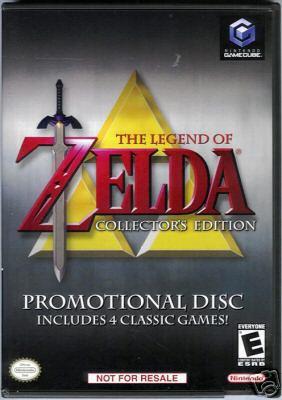 NINTENDO
GAMECUBE.
THE LEGEND OF
ZELDA®
COLLECTOR'S EDITION
PROMOTIONAL DISC
INCLUDES 4 CLASSIC GAMES!
EVERYONE
E
ESRB
Nintendo
NOT FOR RESALE